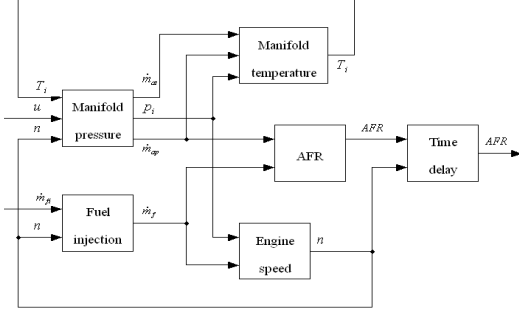 Manifold
temperature
ṁ_at
T_i
T_i
u
n
Manifold
pressure
p_i
ṁ_ap
AFR
AFR
Time
delay
AFR
ṁ_fi
n
Fuel
injection
ṁ_f
Engine
speed
n